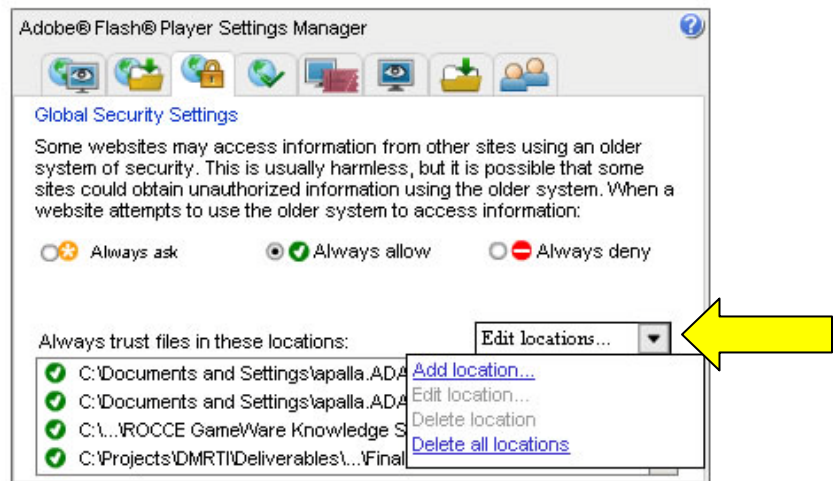 Adobe® Flash® Player Settings Manager
?
Global Security Settings
Some websites may access information from other sites using an older
system of security. This is usually harmless, but it is possible that some
sites could obtain unauthorized information using the older system. When a
website attempts to use the older system to access information:
Always ask Always allow Always deny
Always trust files in these locations: Edit locations...
C:\Documents and Settings\apalla.ADA
C:\Documents and Settings\apalla.ADA
C:\...\ROCCE GameWare Knowledge S
C:\Projects\DMRTI\Deliverables\...\Final
Add location...
Edit location...
Delete location
Delete all locations